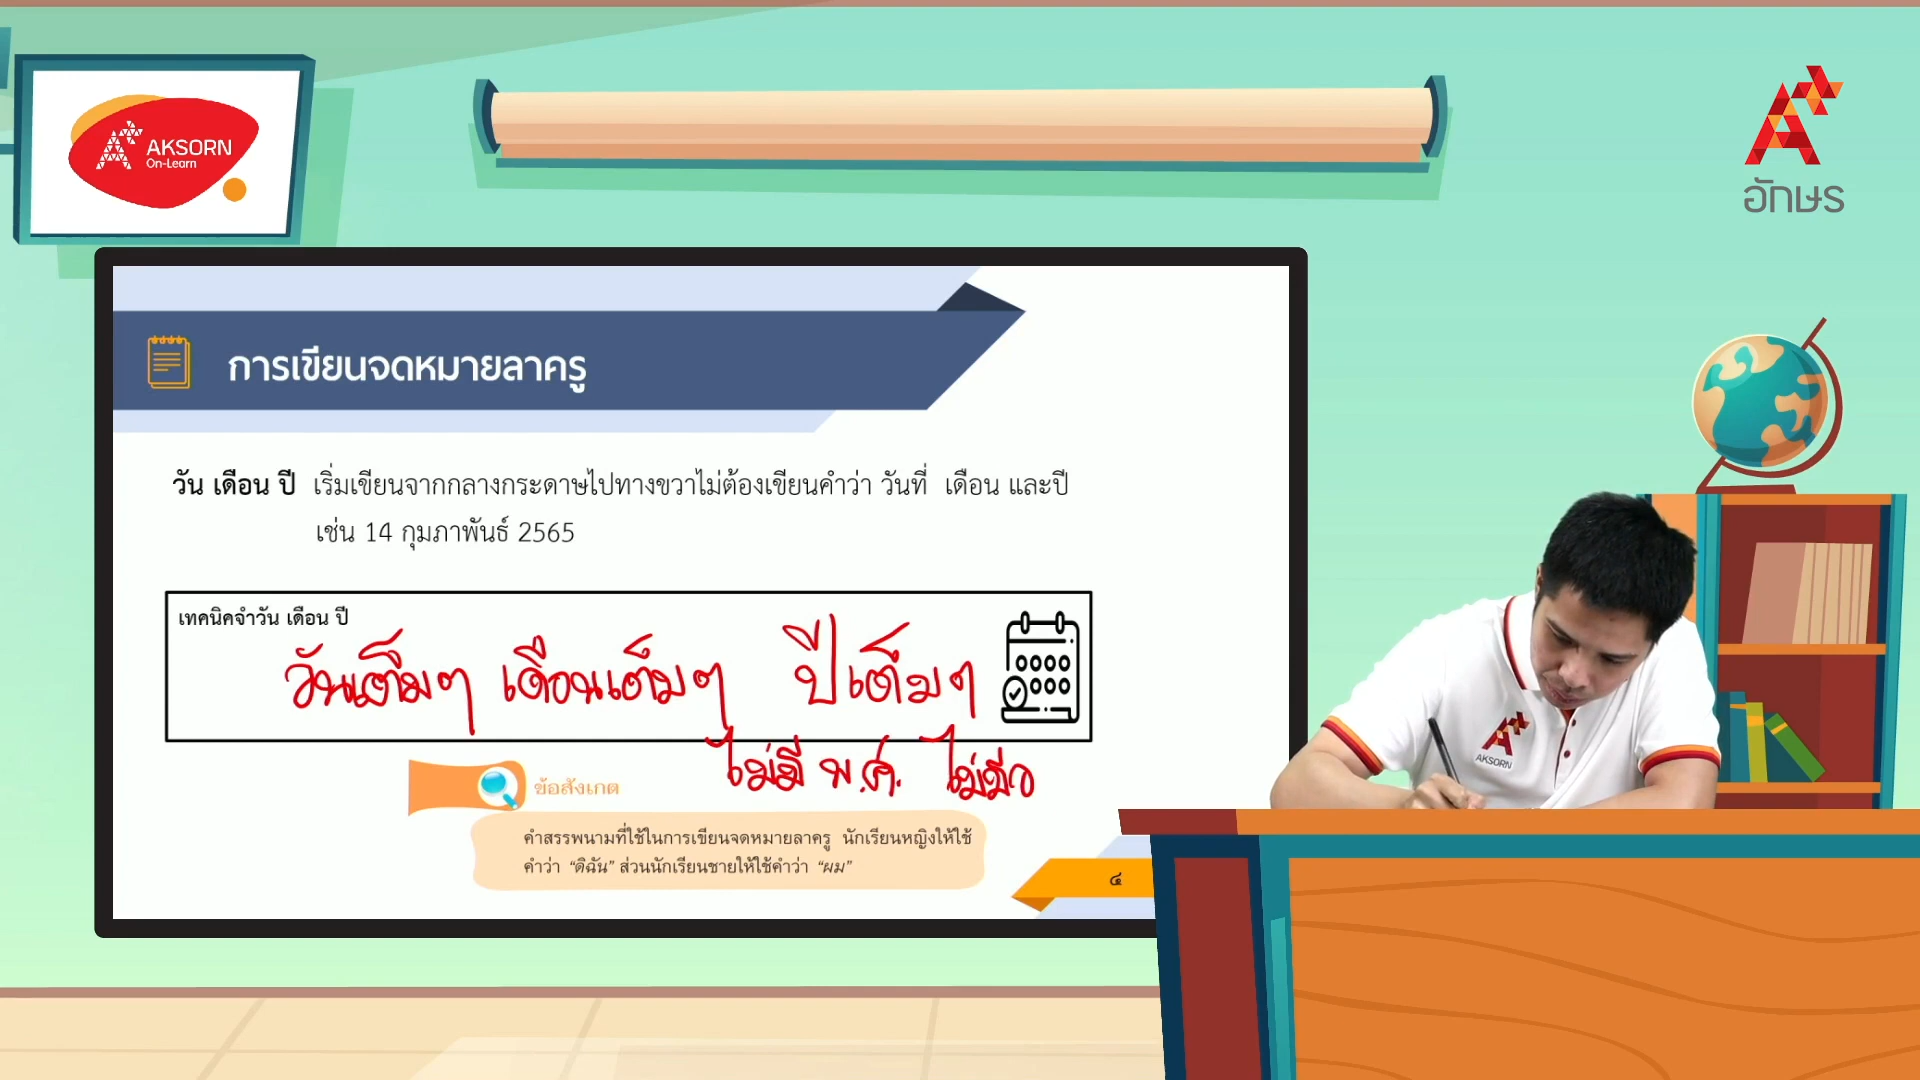 AKSORN
On-Learn
อักษร
การเขียนจดหมายลาครู
วัน เดือน ปี เริ่มเขียนจากกลางกระดาษไปทางขวาไม่ต้องเขียนคำว่า วันที่ เดือน และปี
เช่น 14 กุมภาพันธ์ 2565
เทคนิคจำวัน เดือน ปี
วันเต็มๆ เดือนเต็มๆ ปีเต็มๆ
ไม่มี พ.ศ. ไม่มีว
ข้อสังเกต
คำสรรพนามที่ใช้ในการเขียนจดหมายลาครู นักเรียนหญิงให้ใช้
คำว่า “ดิฉัน” ส่วนนักเรียนชายให้ใช้คำว่า “ผม”
๔
AKSORN